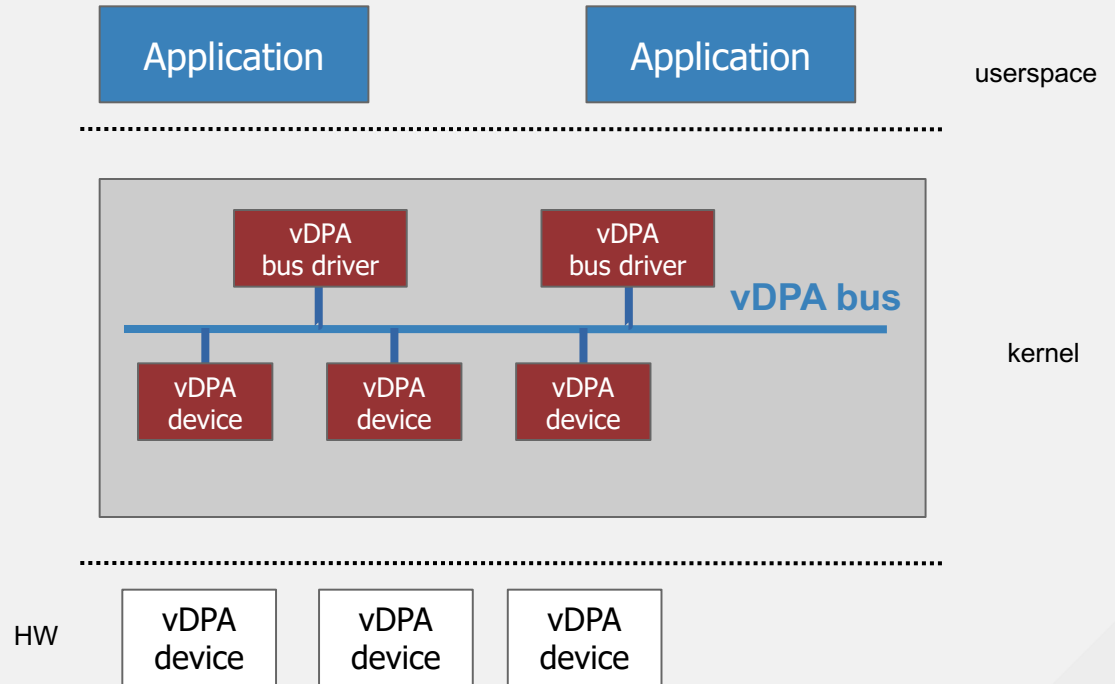 Application
Application
userspace
vDPA
bus driver
vDPA
bus driver
vDPA bus
kernel
vDPA
device
vDPA
device
vDPA
device
HW
vDPA
device
vDPA
device
vDPA
device